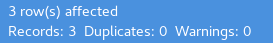 3 row(s) affected
Records: 3  Duplicates: 0  Warnings: 0